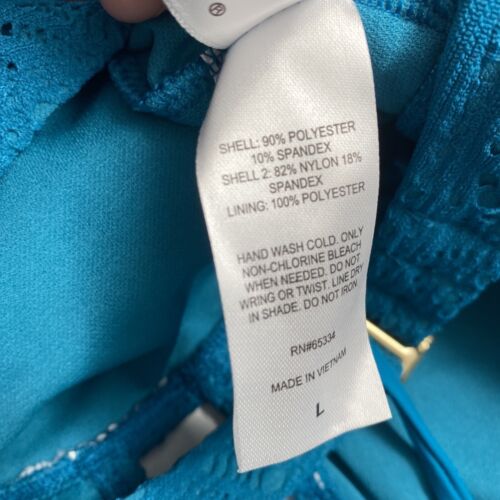 ®
SHELL: 90% POLYESTER
10% SPANDEX
SHELL 2: 82% NYLON 18%
SPANDEX
LINING: 100% POLYESTER
HAND WASH COLD. ONLY
NON-CHLORINE BLEACH
WHEN NEEDED. DO NOT
WRING OR TWIST. LINE DRY
IN SHADE. DO NOT IRON
RN#65334
MADE IN VIETNAM
L